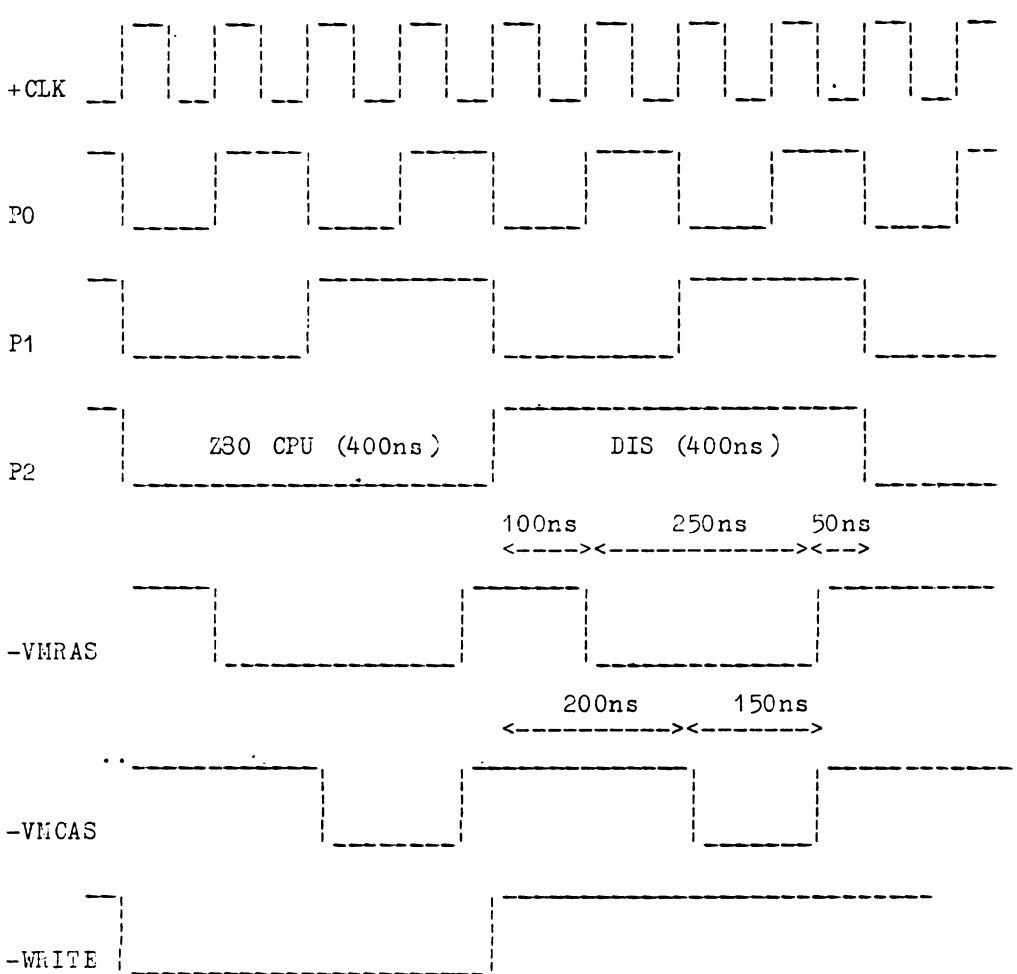 +CLK
P0
P1
Z80 CPU (400ns)
DIS (400ns)
P2
100ns 250ns 50ns
-VMRAS
200ns 150ns
-VMCAS
-WRITE